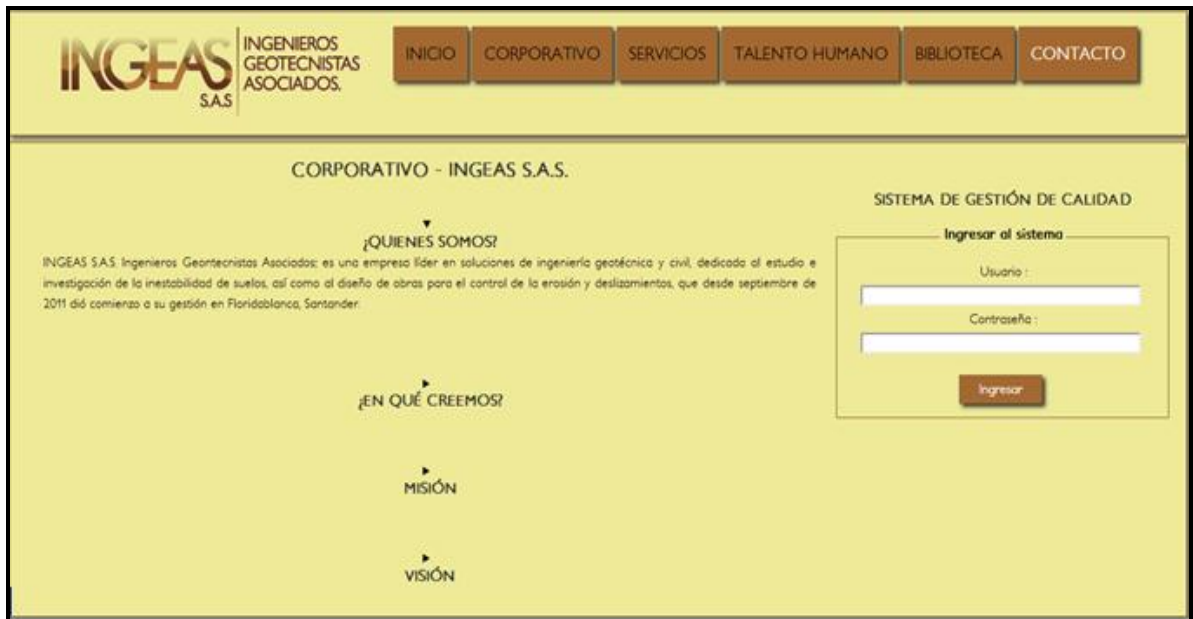 INGEAS
S.A.S
INGENIEROS
GEOTECNISTAS
ASOCIADOS.
INICIO
CORPORATIVO
SERVICIOS
TALENTO HUMANO
BIBLIOTECA
CONTACTO
CORPORATIVO - INGEAS S.A.S.
¿QUIENES SOMOS?
INGEAS S.A.S. Ingenieros Geontecnistas Asociados; es una empresa líder en soluciones de ingeniería geotécnica y civil, dedicada al estudio e
investigación de la inestabilidad de suelos, así como al diseño de obras para el control de la erosión y deslizamientos, que desde septiembre de
2011 dió comienzo a su gestión en Floridablanca, Santander.
¿EN QUÉ CREEMOS?
MISIÓN
VISIÓN
SISTEMA DE GESTIÓN DE CALIDAD
Ingresar al sistema
Usuario :
Contraseña :
Ingresar